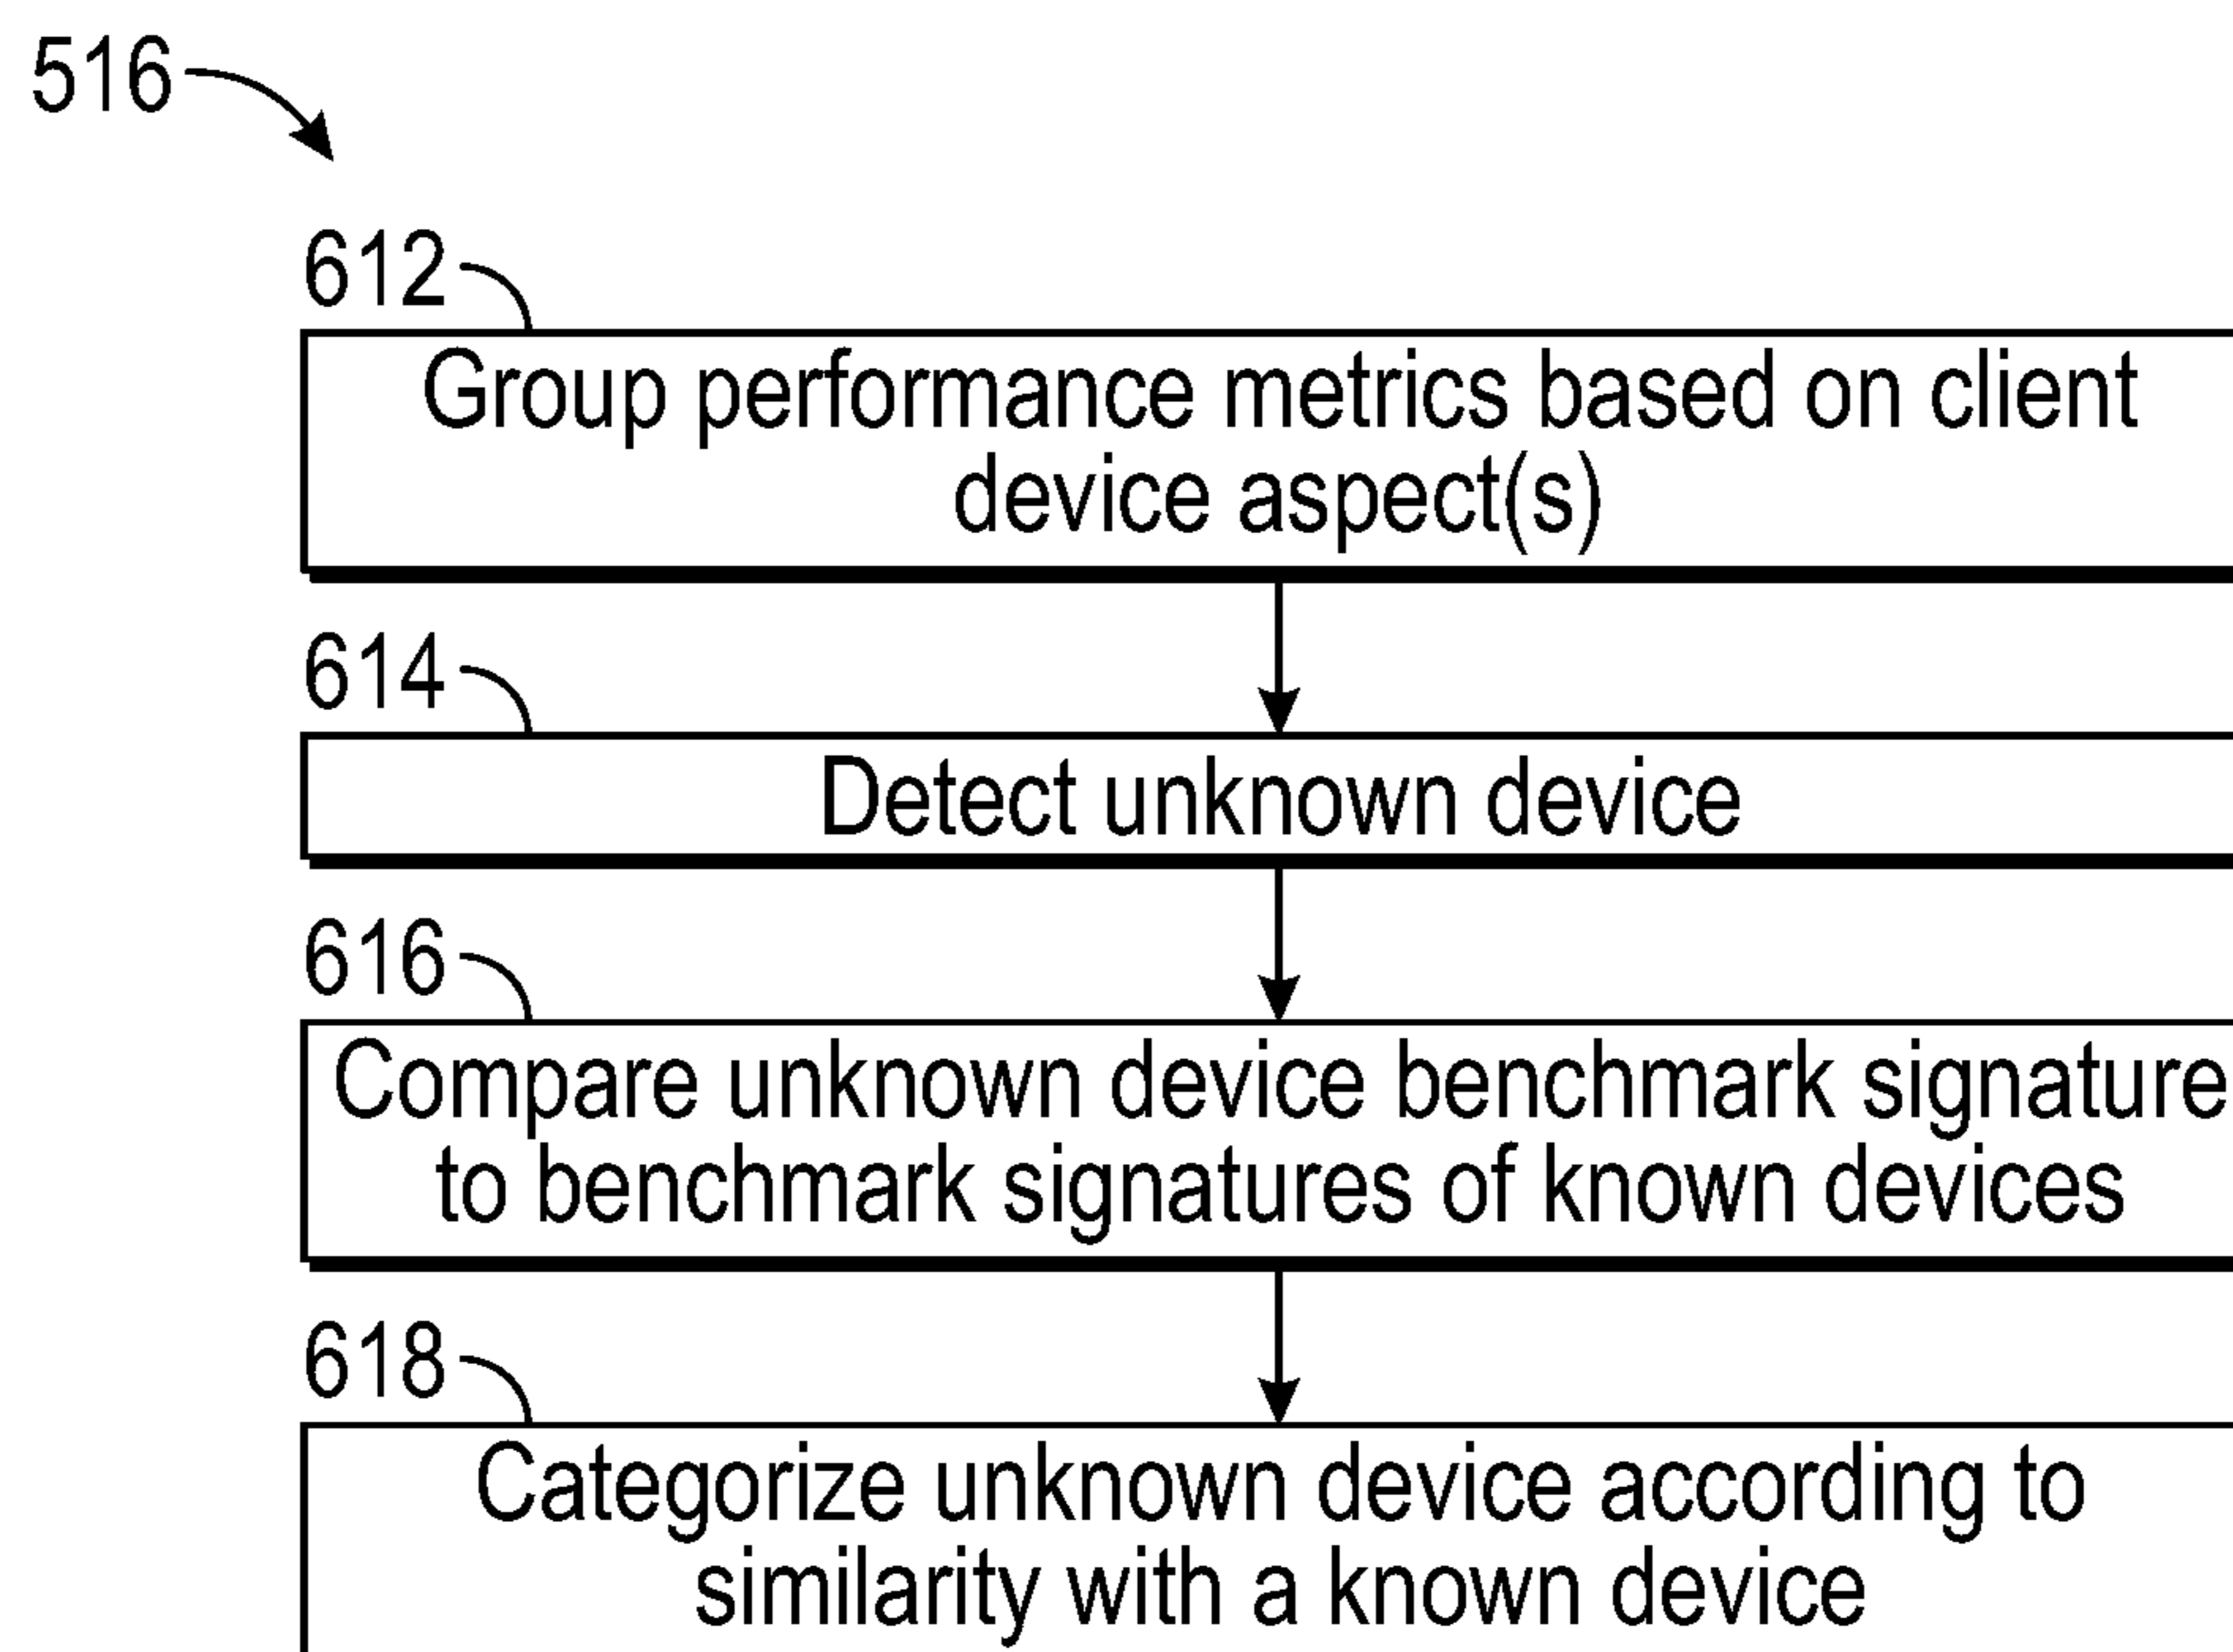 516
612
Group performance metrics based on client
device aspect(s)
614
Detect unknown device
616
Compare unknown device benchmark signature
to benchmark signatures of known devices
618
Categorize unknown device according to
similarity with a known device